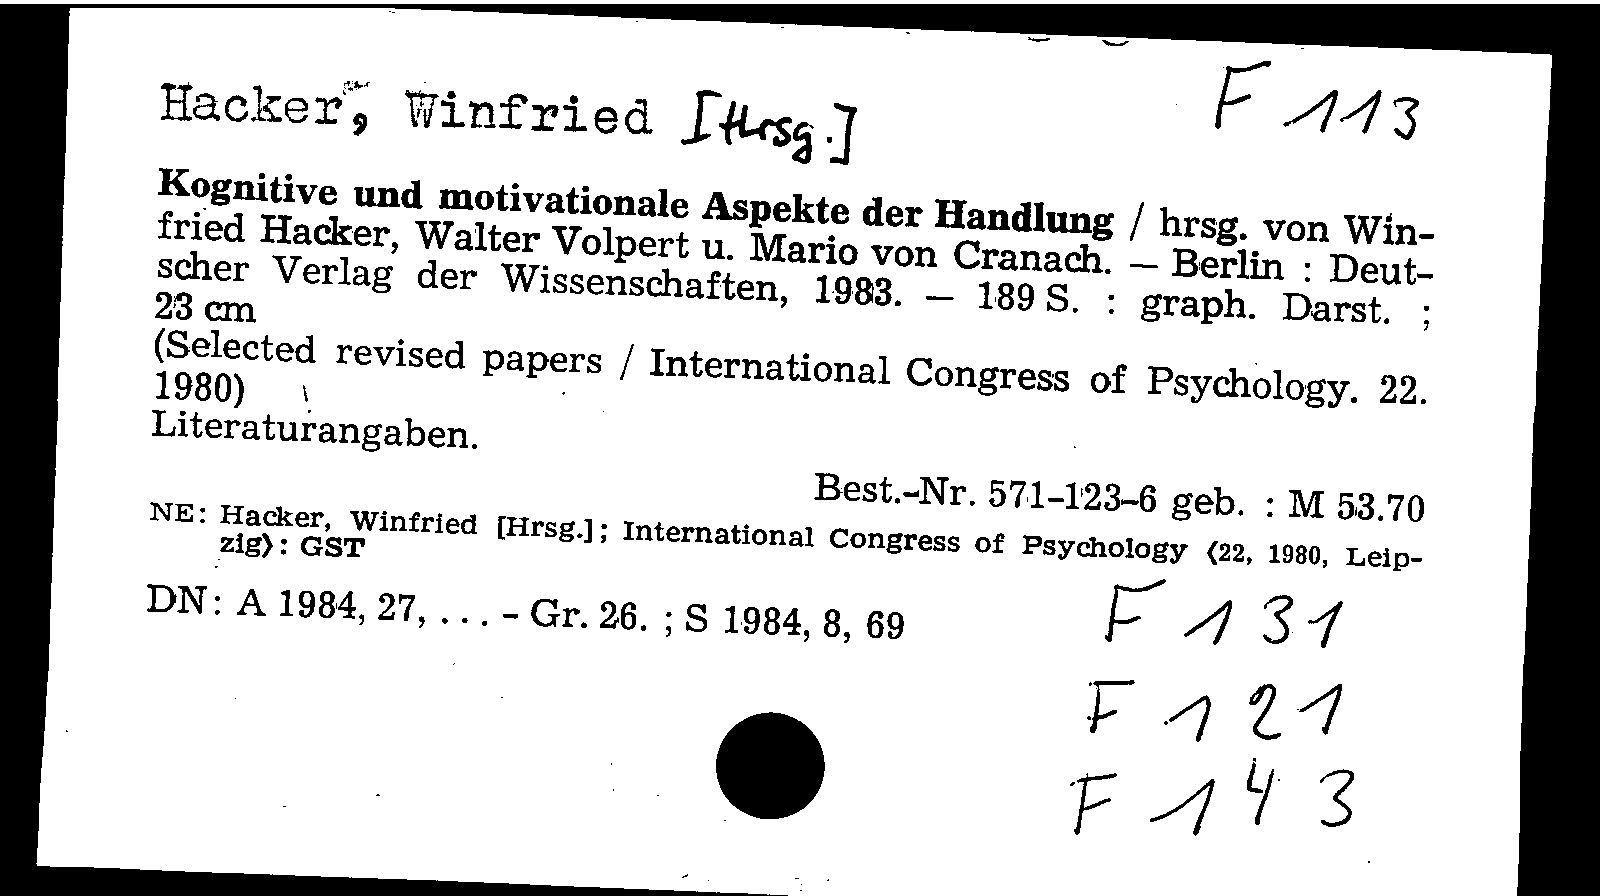 Hacker, Winfried [Hrsg.]
F 113
Kognitive und motivationale Aspekte der Handlung / hrsg. von Win-
fried Hacker, Walter Volpert u. Mario von Cranach. — Berlin : Deut-
scher Verlag der Wissenschaften, 1983. — 189 S. : graph. Darst. ;
23 cm
(Selected revised papers / International Congress of Psychology. 22.
1980)
Literaturangaben.
Best.-Nr. 571-123-6 geb. : M 53.70
NE: Hacker, Winfried [Hrsg.]; International Congress of Psychology ⟨22, 1980, Leip-
zig⟩: GST
DN: A 1984, 27, ... - Gr. 26. ; S 1984, 8, 69
F 131
F 121
F 143